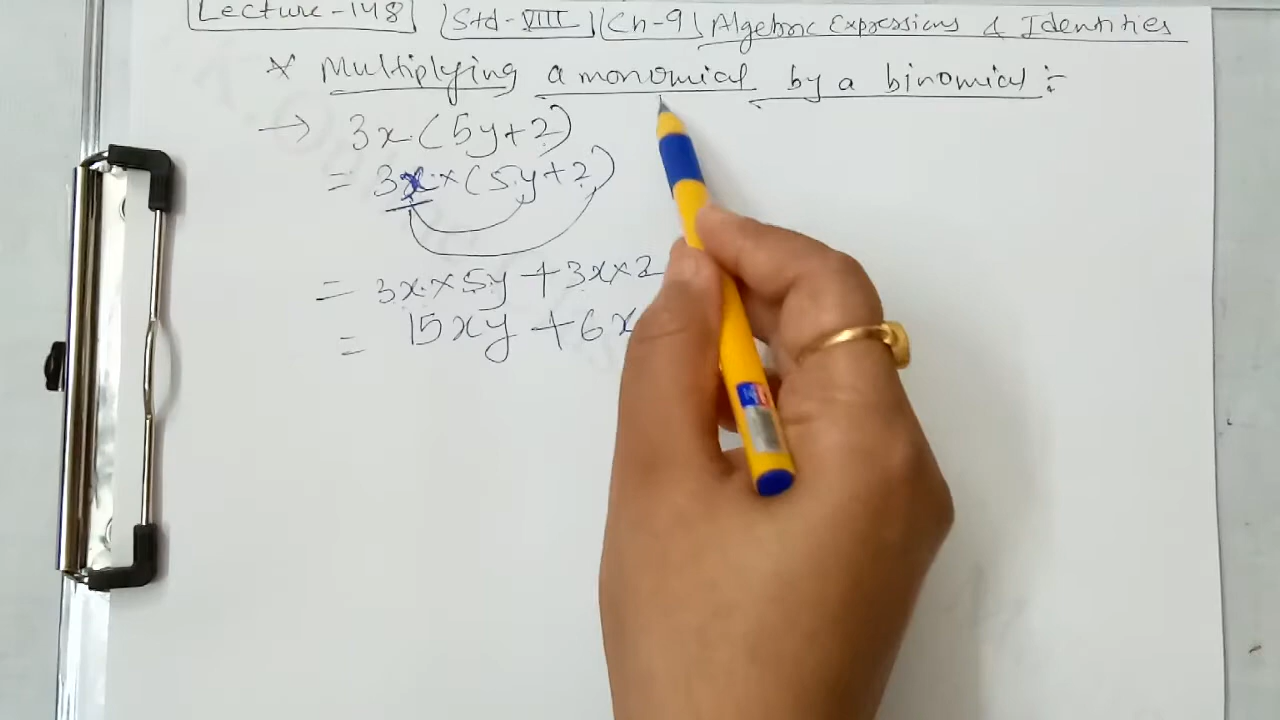 Lecture-148 Std-VIII Ch-9 Algebric Expressions & Identities
* Multiplying a monomial by a binomial :-
→ 3x(5y+2)
= 3x×(5y+2)
= 3x×5y+3x×2
= 15xy+6x